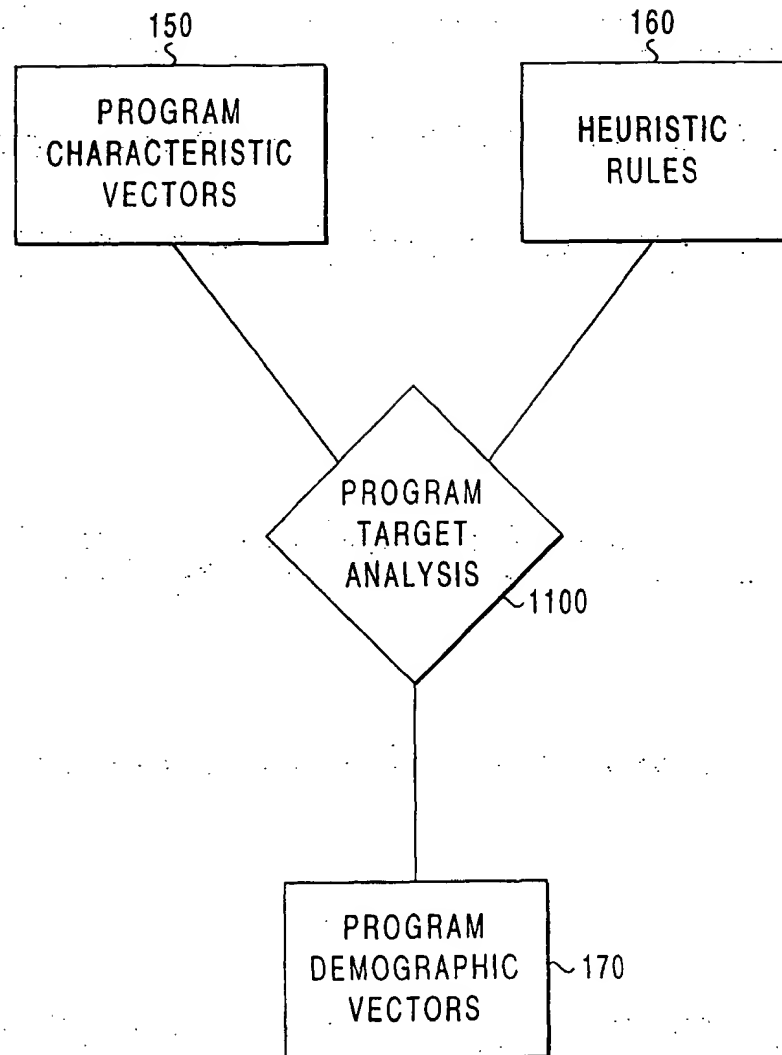 150
PROGRAM
CHARACTERISTIC
VECTORS
160
HEURISTIC
RULES
PROGRAM
TARGET
ANALYSIS
1100
PROGRAM
DEMOGRAPHIC
VECTORS
170